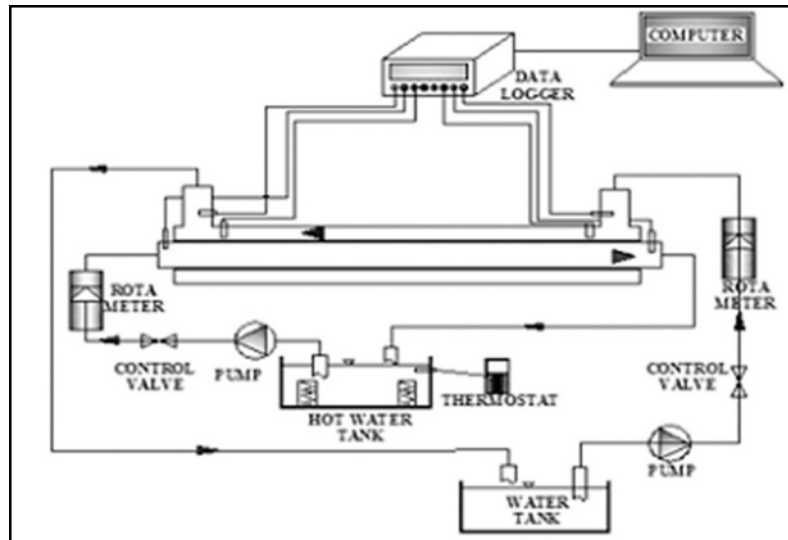 COMPUTER
DATA
LOGGER
ROTA
METER
CONTROL
VALVE
PUMP
HOT WATER
TANK
THERMOSTAT
ROTA
METER
CONTROL
VALVE
PUMP
WATER
TANK